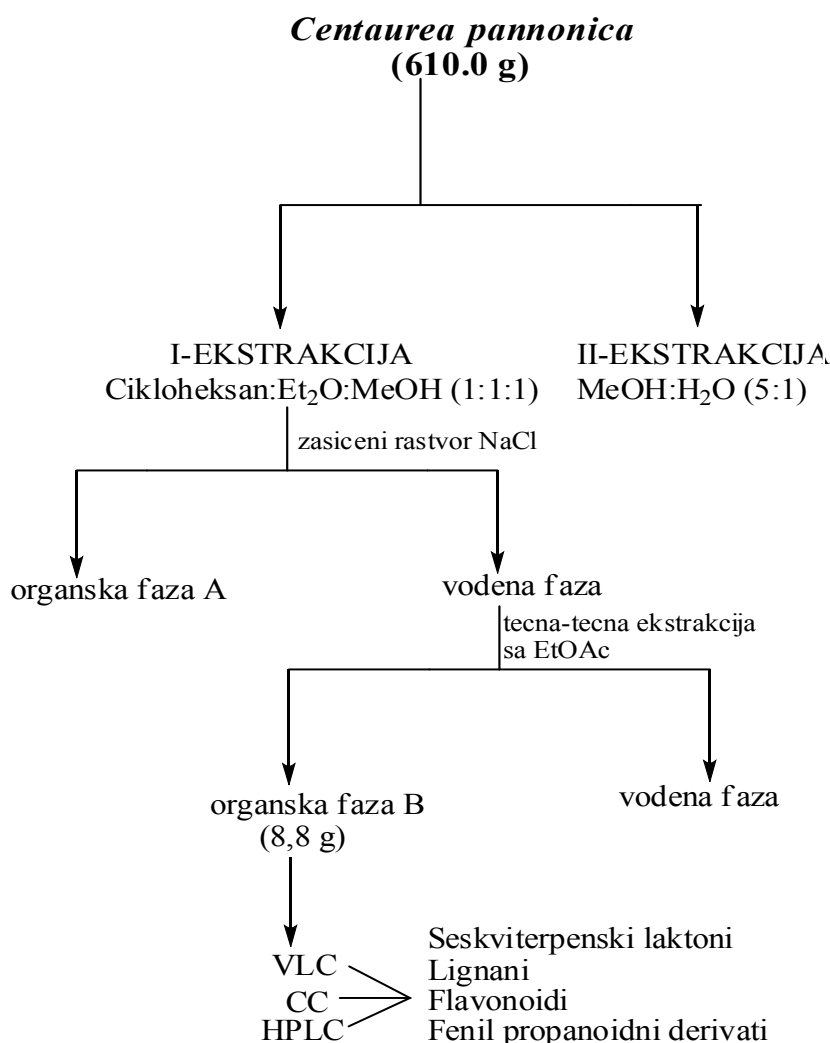 Centaurea pannonica
(610.0 g)
I-EKSTRAKCIJA
Cikloheksan:Et₂O:MeOH (1:1:1)
II-EKSTRAKCIJA
MeOH:H₂O (5:1)
zasiceni rastvor NaCl
organska faza A
vodena faza
tecna-tecna ekstrakcija
sa EtOAc
organska faza B
(8,8 g)
vodena faza
VLC
CC
HPLC
Seskviterpenski laktoni
Lignani
Flavonoidi
Fenil propanoidni derivati